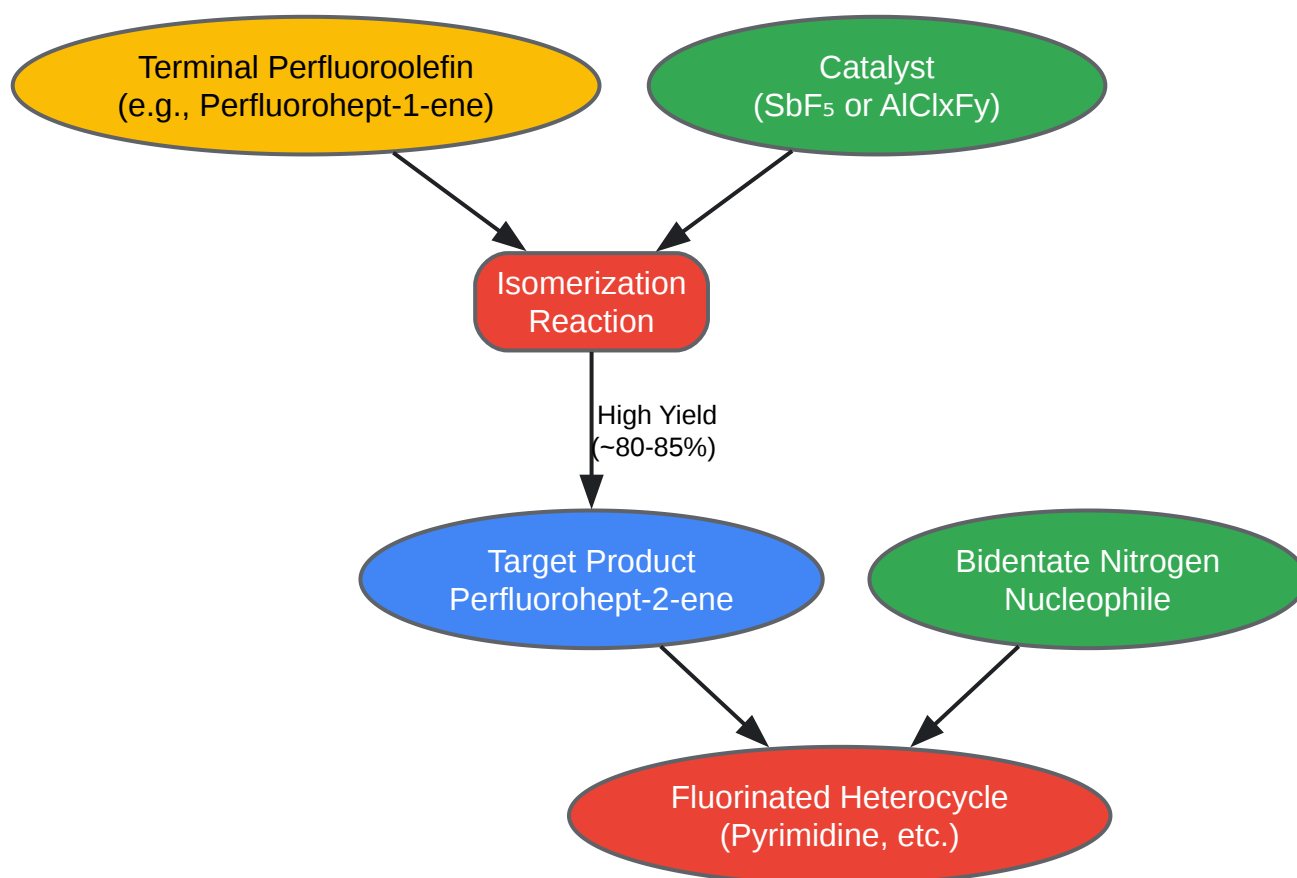 Terminal Perfluoroolefin
(e.g., Perfluorohept-1-ene)
Catalyst
(SbF₅ or AlClxFy)
Isomerization
Reaction
High Yield
(~80-85%)
Target Product
Perfluorohept-2-ene
Bidentate Nitrogen
Nucleophile
Fluorinated Heterocycle
(Pyrimidine, etc.)